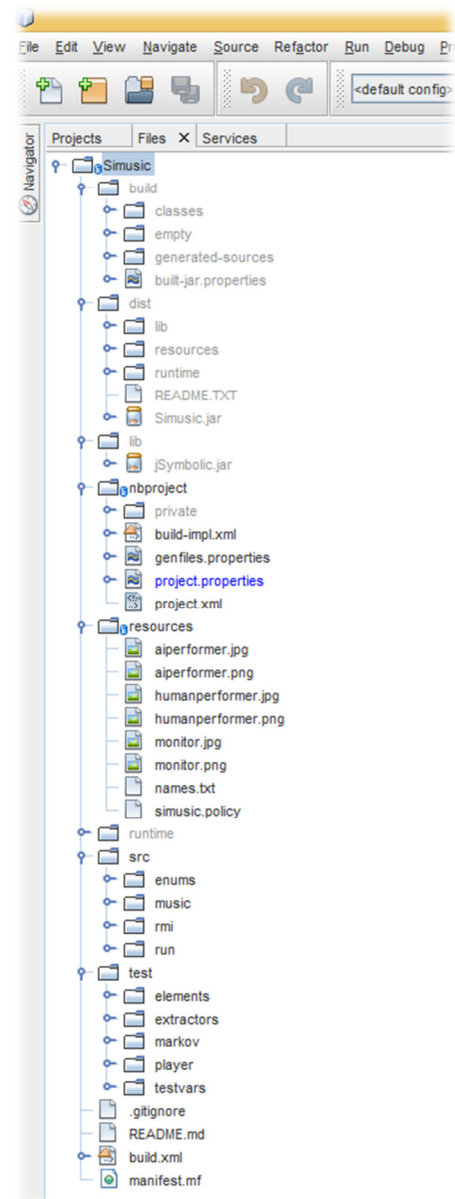 File Edit View Navigate Source Refactor Run Debug
<default config>
Navigator
Projects Files X Services
Simusic
build
classes
empty
generated-sources
built-jar.properties
dist
lib
resources
runtime
README.TXT
Simusic.jar
lib
jSymbolic.jar
nbproject
private
build-impl.xml
genfiles.properties
project.properties
project.xml
resources
aiperformer.jpg
aiperformer.png
humanperformer.jpg
humanperformer.png
monitor.jpg
monitor.png
names.txt
simusic.policy
runtime
src
enums
music
rmi
run
test
elements
extractors
markov
player
testvars
.gitignore
README.md
build.xml
manifest.mf